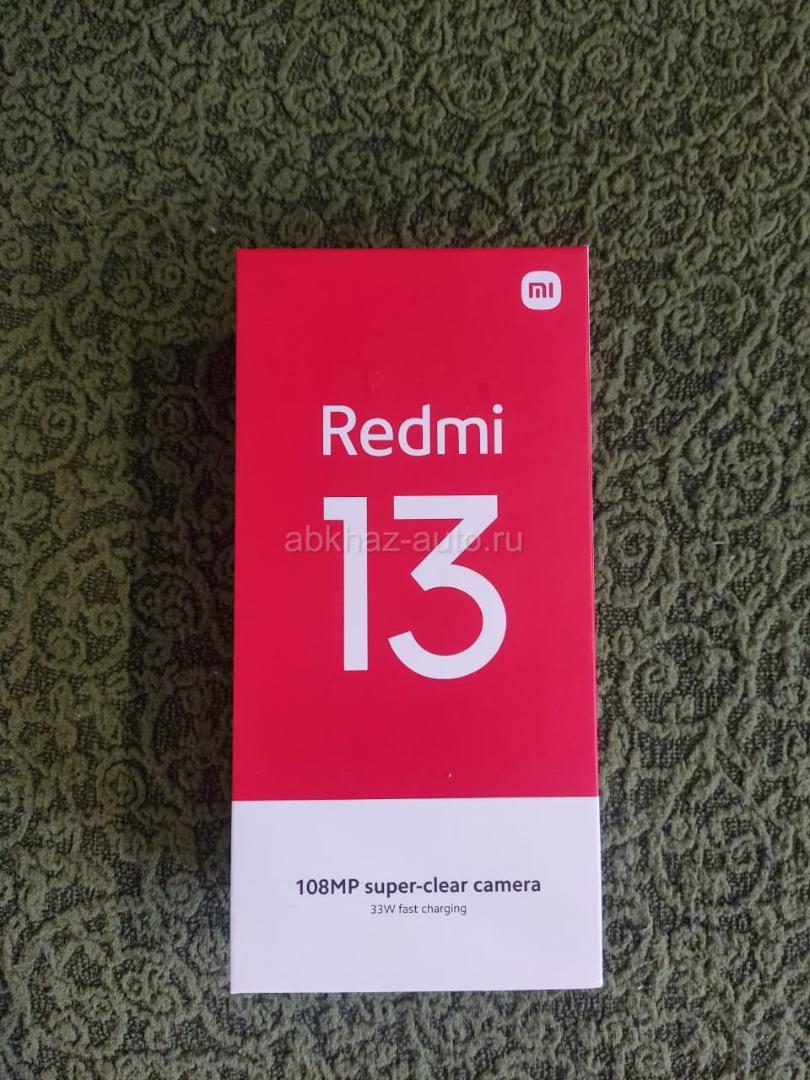 mi
Redmi
13
abkhaz-auto.ru
108MP super-clear camera
33W fast charging